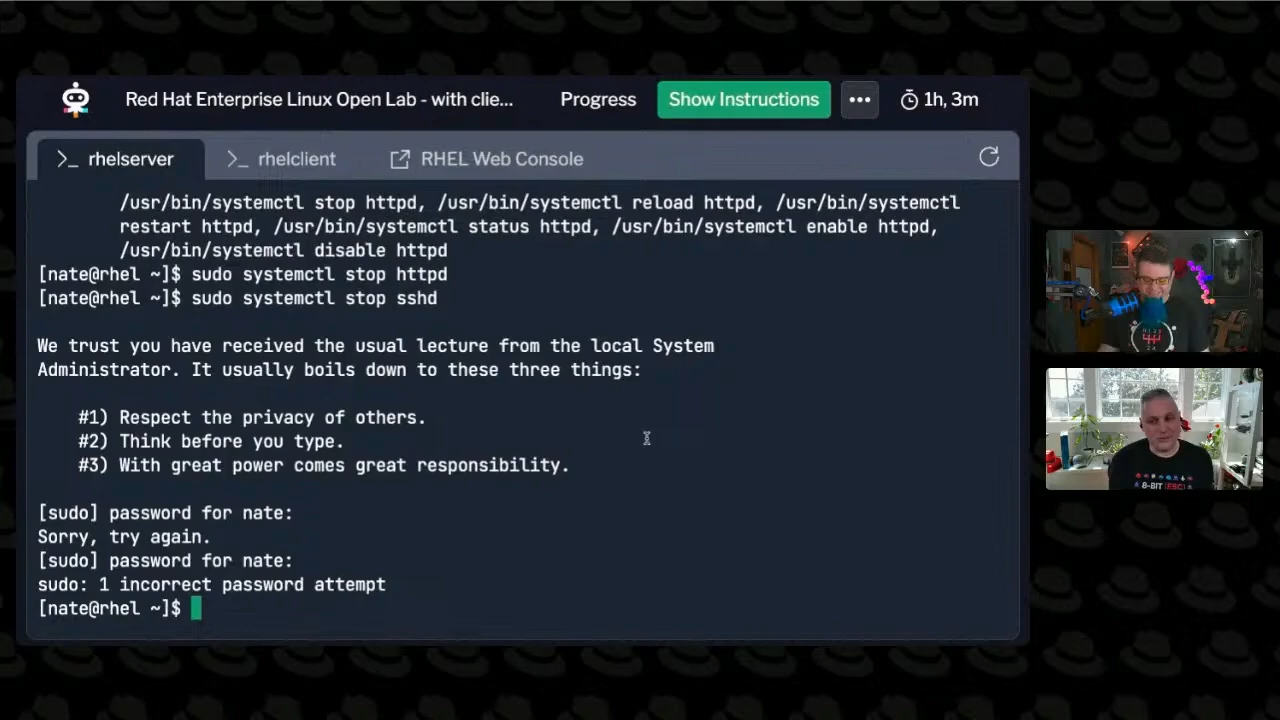 Red Hat Enterprise Linux Open Lab - with clie...
Progress
Show Instructions
1h, 3m
rhelserver
rhelclient
RHEL Web Console
/usr/bin/systemctl stop httpd, /usr/bin/systemctl reload httpd, /usr/bin/systemctl
restart httpd, /usr/bin/systemctl status httpd, /usr/bin/systemctl enable httpd,
/usr/bin/systemctl disable httpd
[nate@rhel ~]$ sudo systemctl stop httpd
[nate@rhel ~]$ sudo systemctl stop sshd
We trust you have received the usual lecture from the local System
Administrator. It usually boils down to these three things:
#1) Respect the privacy of others.
#2) Think before you type.
#3) With great power comes great responsibility.
[sudo] password for nate:
Sorry, try again.
[sudo] password for nate:
sudo: 1 incorrect password attempt
[nate@rhel ~]$
8-BIT [ESC]